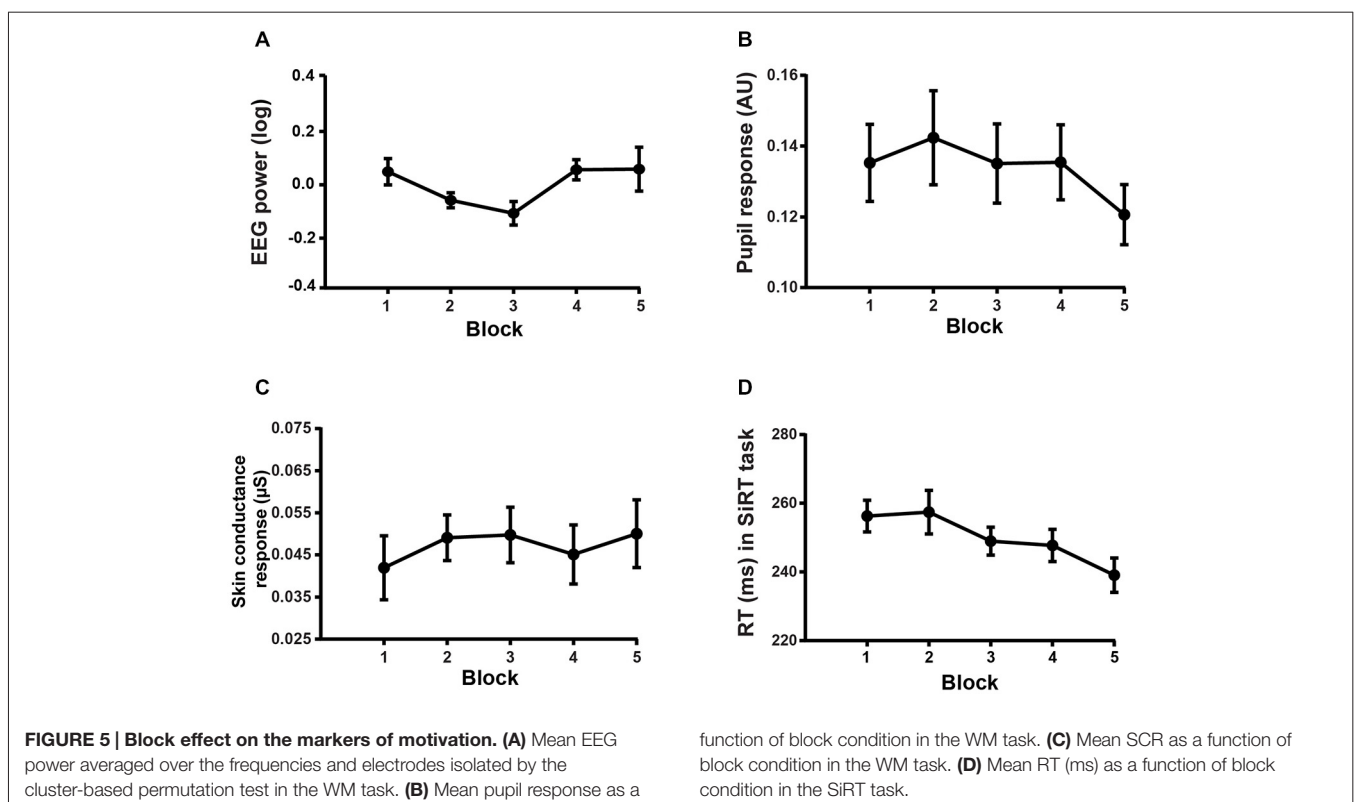 A
EEG power (log)
0.4
0.2
0.0
-0.2
-0.4
1 2 3 4 5
Block
B
Pupil response (AU)
0.16
0.14
0.12
0.10
1 2 3 4 5
Block
C
Skin conductance
response (µS)
0.075
0.065
0.055
0.045
0.035
0.025
1 2 3 4 5
Block
D
RT (ms) in SiRT task
280
260
240
220
1 2 3 4 5
Block
FIGURE 5 | Block effect on the markers of motivation. (A) Mean EEG
power averaged over the frequencies and electrodes isolated by the
cluster-based permutation test in the WM task. (B) Mean pupil response as a
function of block condition in the WM task. (C) Mean SCR as a function of
block condition in the WM task. (D) Mean RT (ms) as a function of block
condition in the SiRT task.